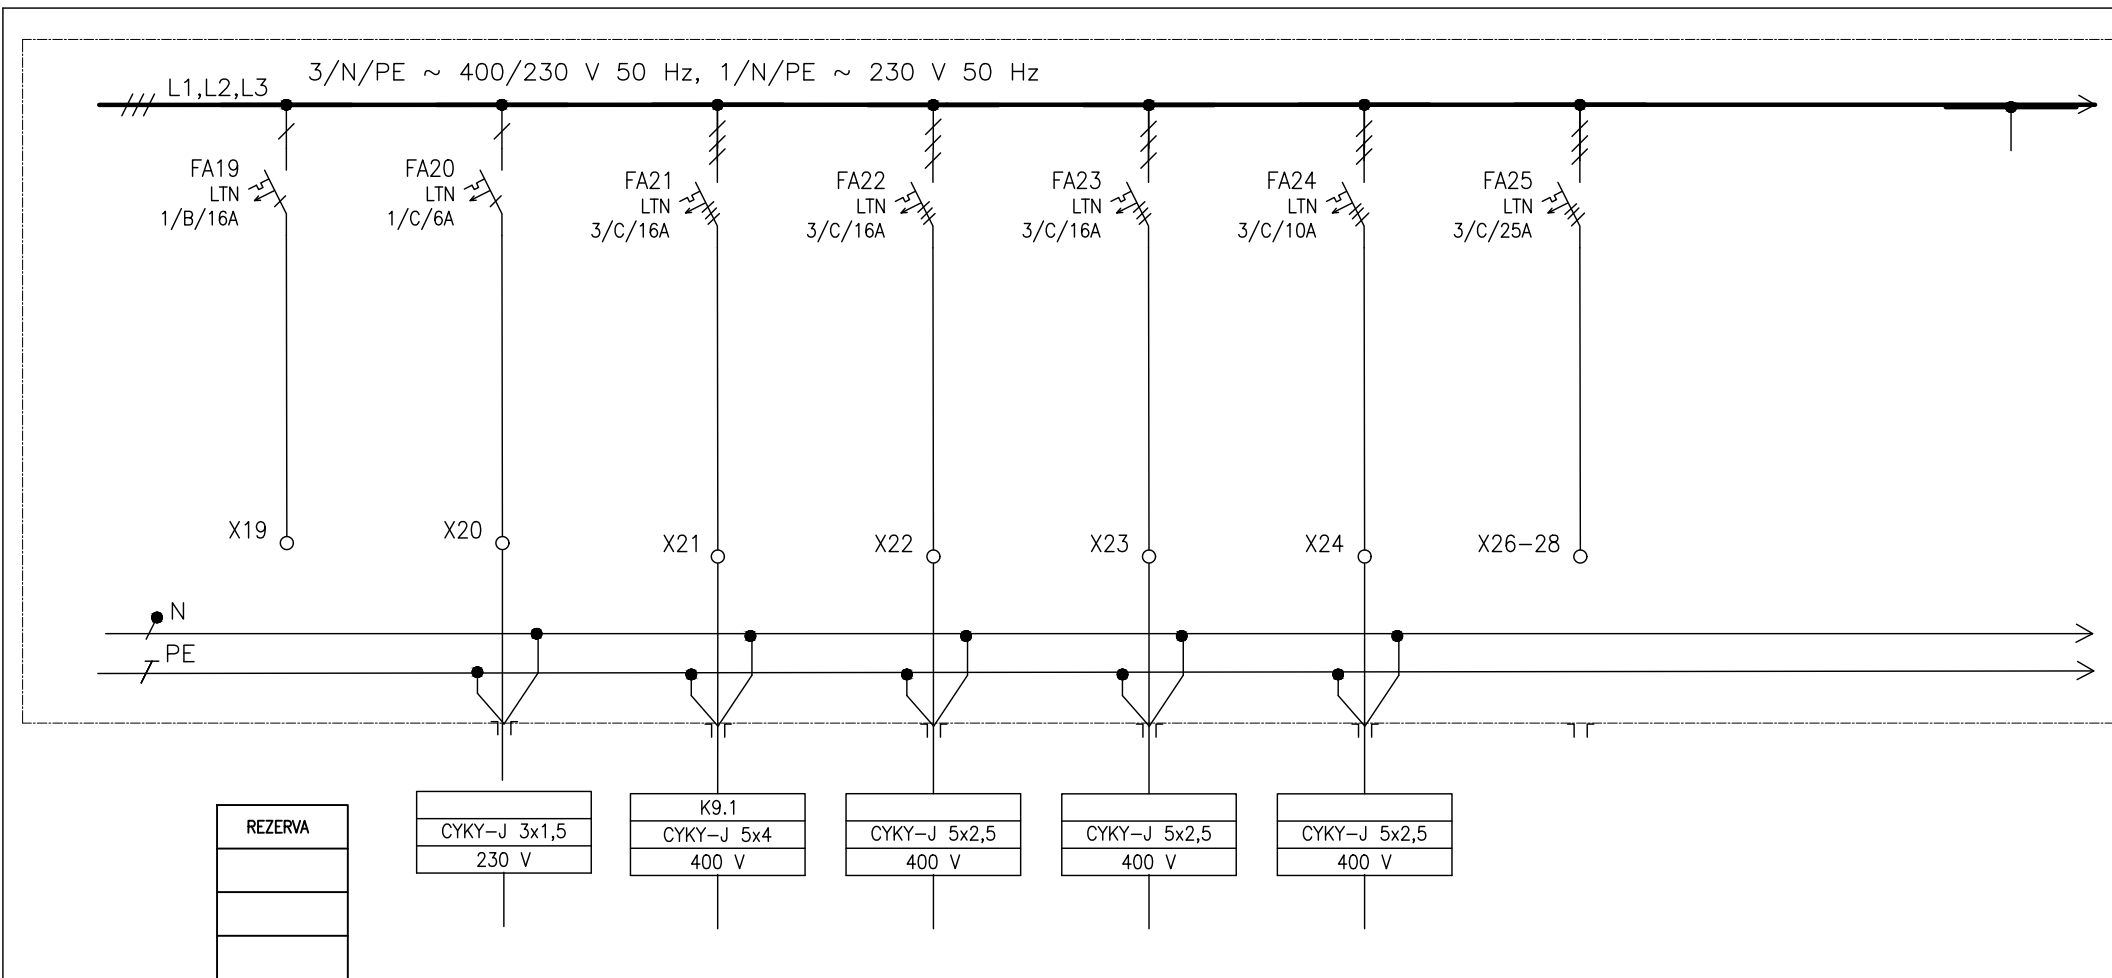 3/N/PE ~ 400/230 V 50 Hz, 1/N/PE ~ 230 V 50 Hz
L1,L2,L3
FA19
LTN
1/B/16A
FA20
LTN
1/C/6A
FA21
LTN
3/C/16A
FA22
LTN
3/C/16A
FA23
LTN
3/C/16A
FA24
LTN
3/C/10A
FA25
LTN
3/C/25A
X19
X20
X21
X22
X23
X24
X26-28
N
PE
REZERVA
CYKY-J 3x1,5
230 V
K9.1
CYKY-J 5x4
400 V
CYKY-J 5x2,5
400 V
CYKY-J 5x2,5
400 V
CYKY-J 5x2,5
400 V